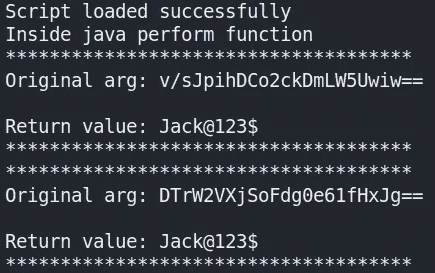 Script loaded successfully
Inside java perform function
*************************************
Original arg: v/sJpihDCo2ckDmLW5Uwiw==
Return value: Jack@123$
*************************************
*************************************
Original arg: DTrW2VXjSoFdg0e61fHxJg==
Return value: Jack@123$
*************************************